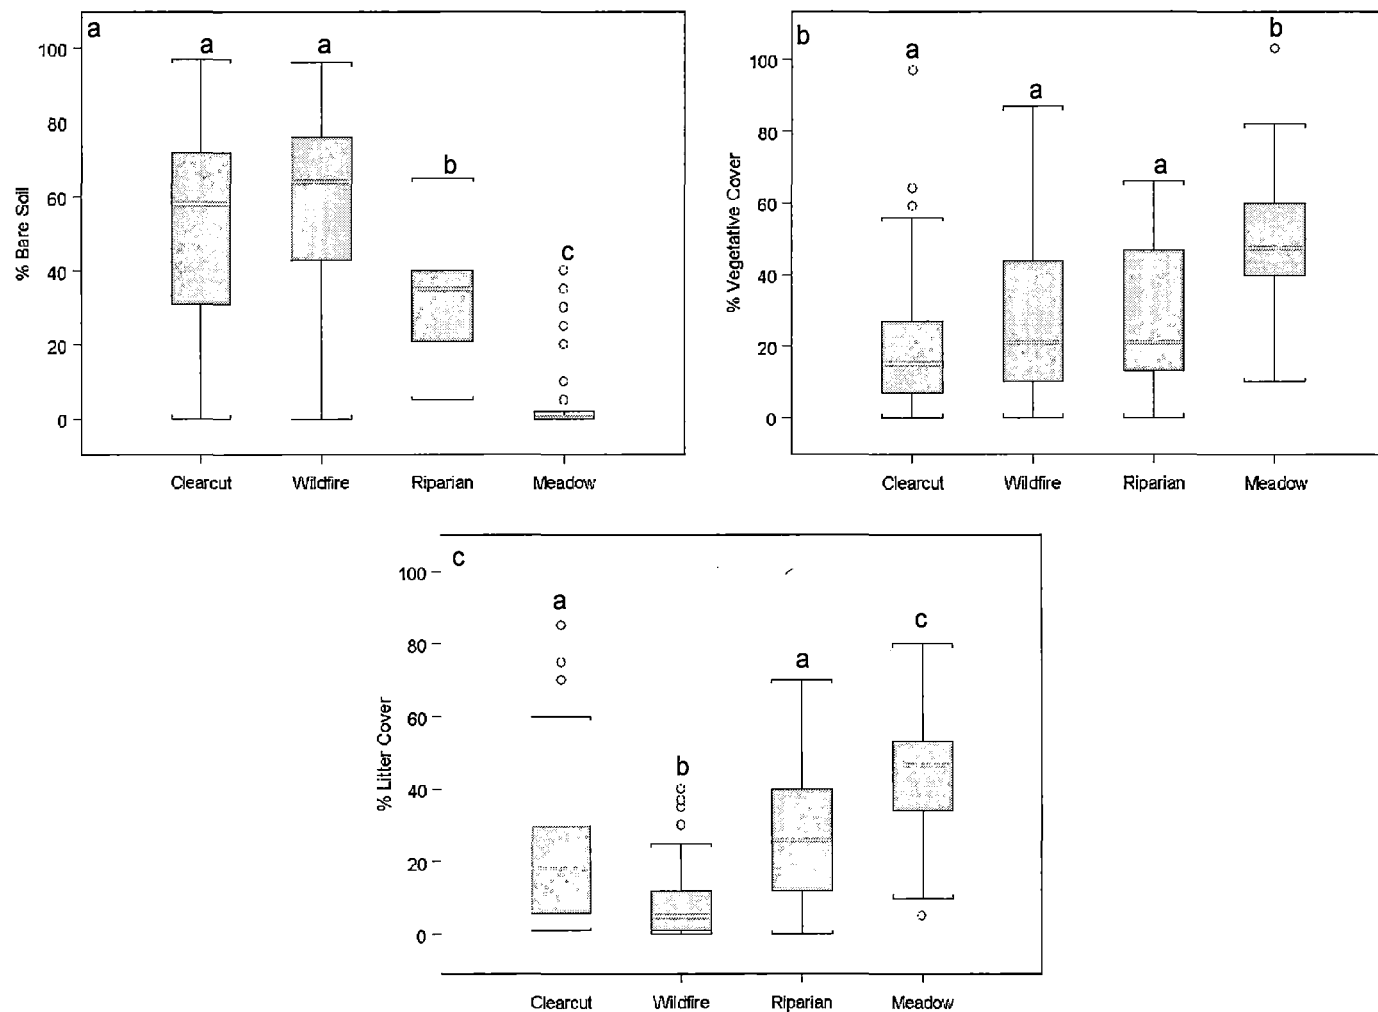 a
% Bare Soil
100
80
60
40
20
0
a
a
b
c
Clearcut
Wildfire
Riparian
Meadow
b
% Vegetative Cover
100
80
60
40
20
0
a
a
a
b
Clearcut
Wildfire
Riparian
Meadow
c
% Litter Cover
100
80
60
40
20
0
a
b
a
c
Clearcut
Wildfire
Riparian
Meadow